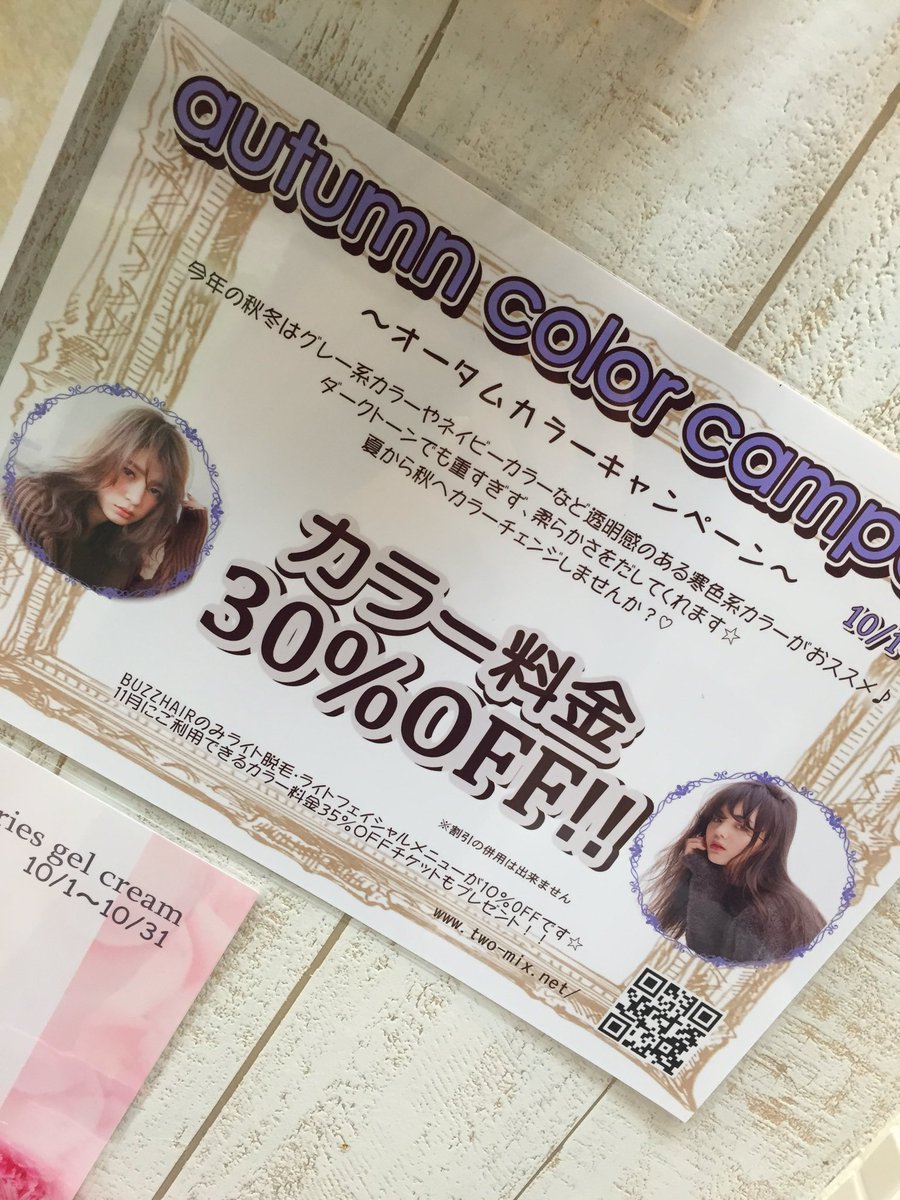 autumn color camp
～オータムカラーキャンペーン～
10/1
今年の秋冬はグレー系カラーやネイビーカラーなど透明感のある寒色系カラーがおススメ♪
ダークトーンでも重すぎず、柔らかさをだしてくれます☆
夏から秋へカラーチェンジしませんか？♡
カラー料金
30%OFF!!
※割引の併用は出来ません
BUZZHAIRのみライト脱毛・ライトフェイシャルメニューが10%OFFです☆
11月にご利用できるカラー料金35%OFFチケットもプレゼント！！
www.two-mix.net/
ries gel cream
10/1～10/31